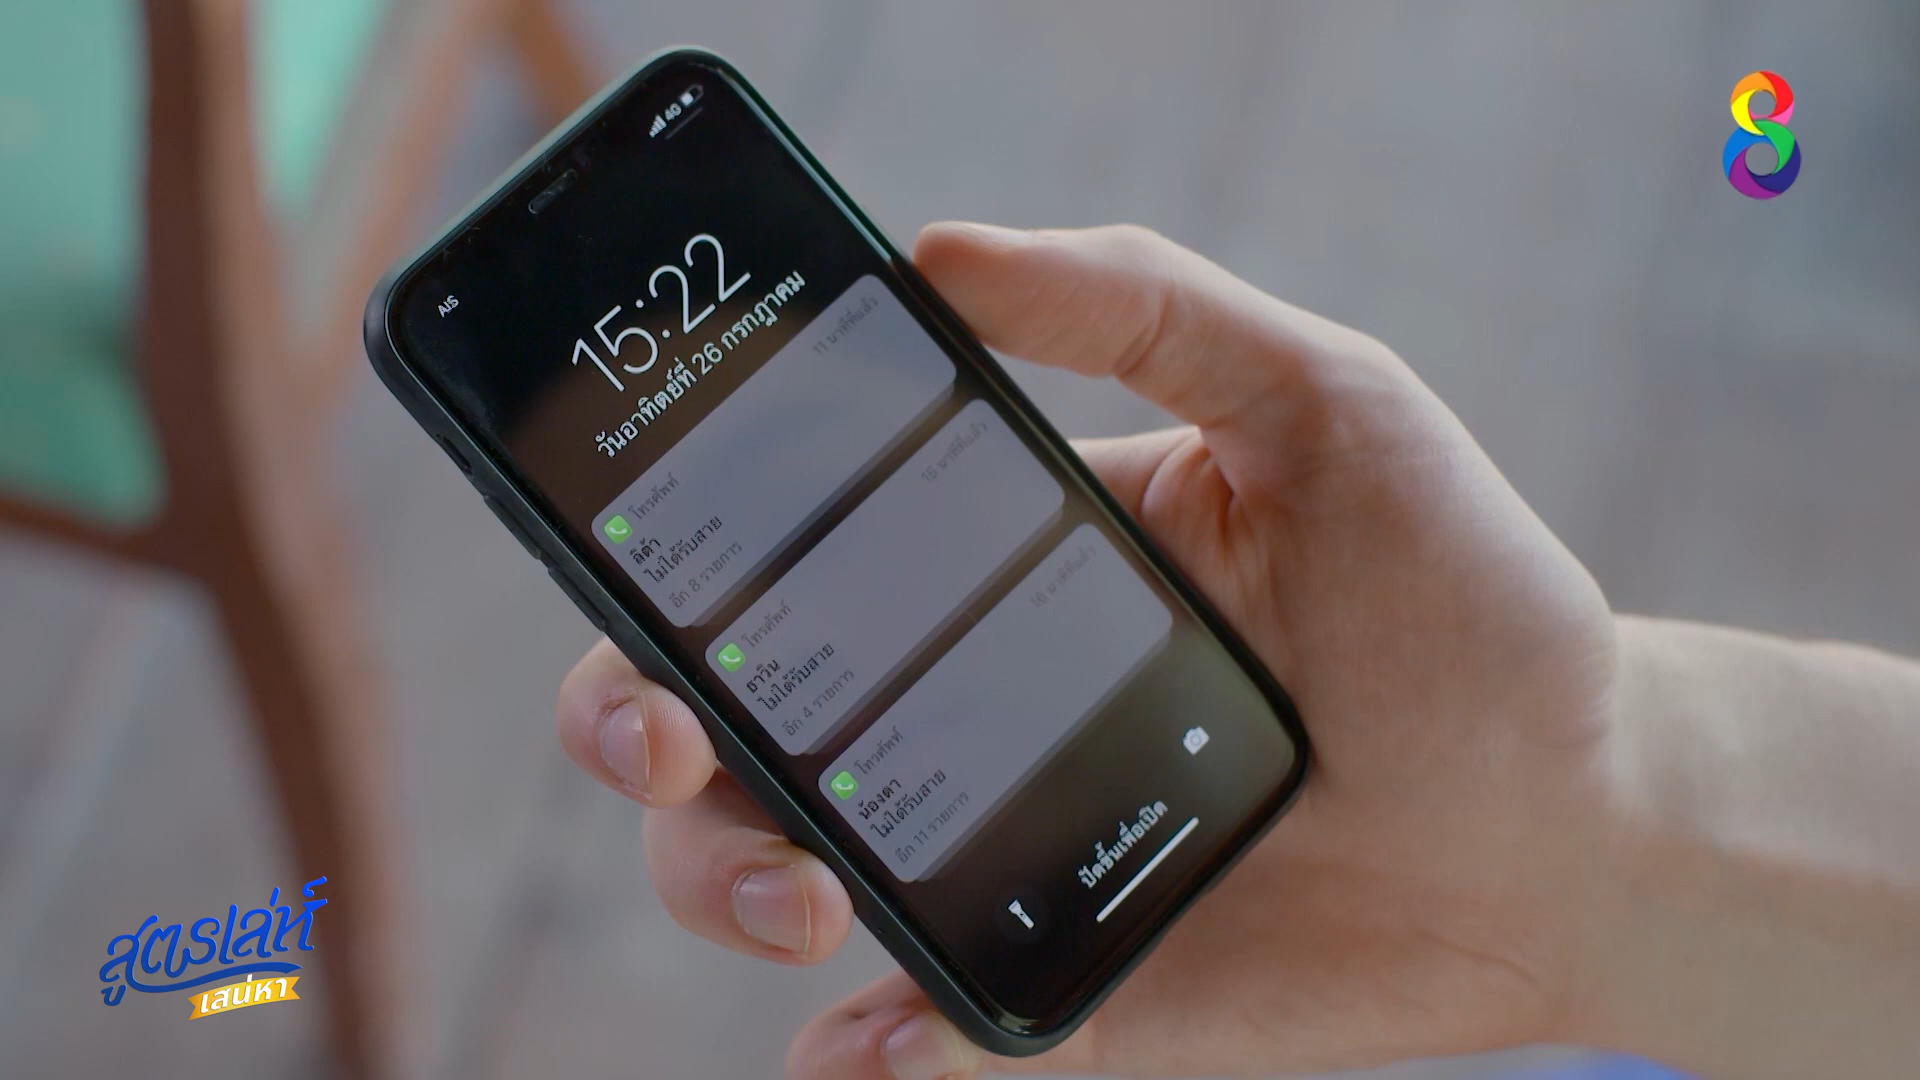 4G
AIS
15:22
วันอาทิตย์ที่ 26 กรกฎาคม
โทรศัพท์
11 นาทีที่แล้ว
ลิต้า
ไม่ได้รับสาย
อีก 8 รายการ
โทรศัพท์
15 นาทีที่แล้ว
ธาวิน
ไม่ได้รับสาย
อีก 4 รายการ
โทรศัพท์
16 นาทีที่แล้ว
น้องดา
ไม่ได้รับสาย
อีก 11 รายการ
ปัดขึ้นเพื่อเปิด
8
สูตรเล่ห์
เสน่หา